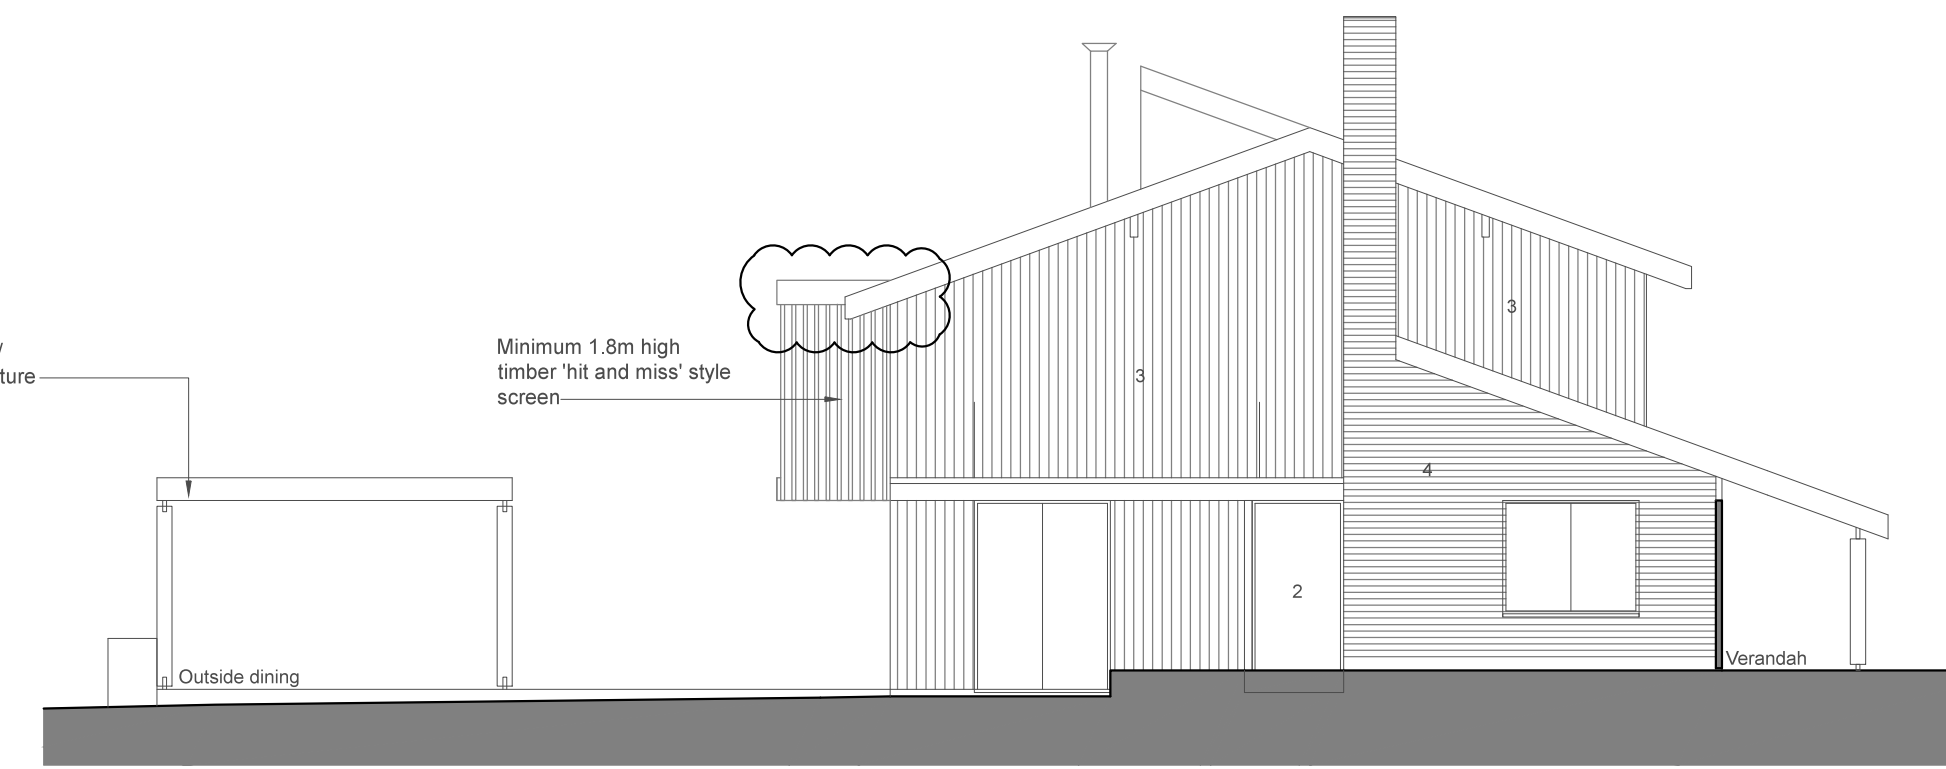 ture
Minimum 1.8m high
timber 'hit and miss' style
screen
3
3
4
2
Outside dining
Verandah